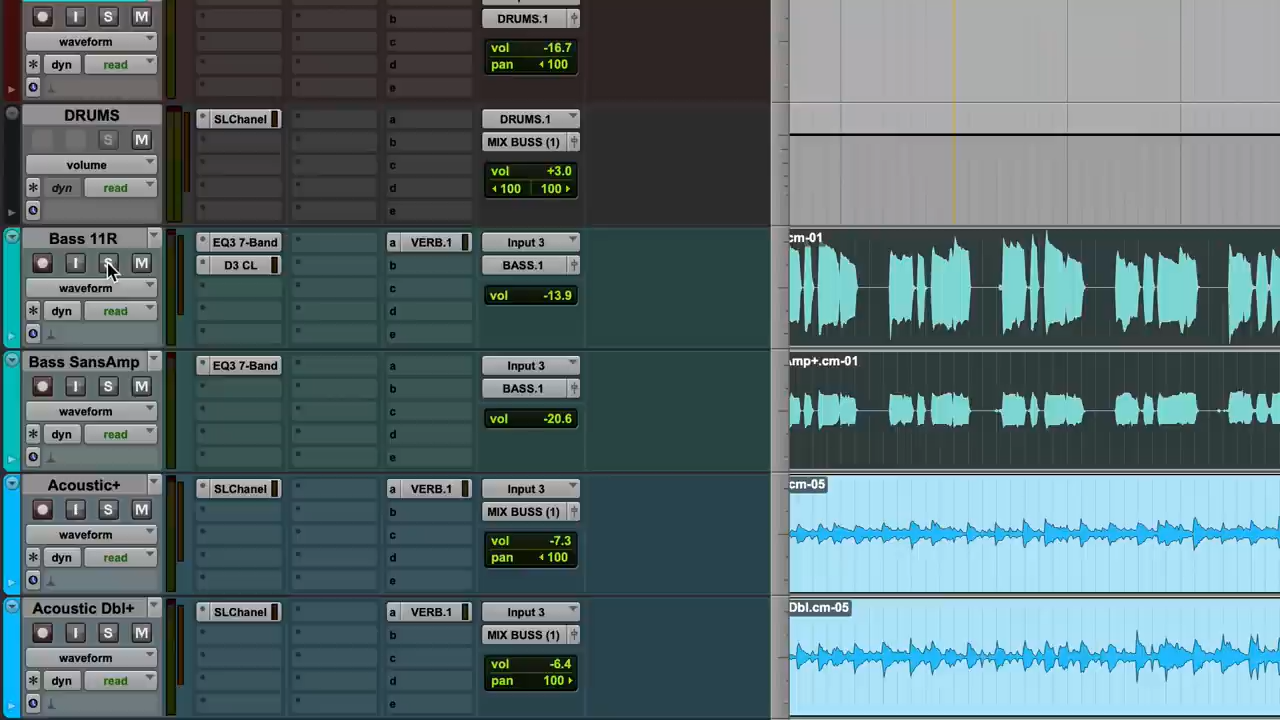 I S M b DRUMS.1
waveform c vol -16.7
dyn read d pan 100
e
DRUMS SLChanel a DRUMS.1
S M b MIX BUSS (1)
volume c vol +3.0
dyn read d 100 100
e
Bass 11R EQ3 7-Band a VERB.1 Input 3 cm-01
I S M D3 CL b BASS.1
waveform c vol -13.9
dyn read d
e
Bass SansAmp EQ3 7-Band a Input 3 Amp+.cm-01
I S M b BASS.1
waveform c vol -20.6
dyn read d
e
Acoustic+ SLChanel a VERB.1 Input 3 cm-05
I S M b MIX BUSS (1)
waveform c vol -7.3
dyn read d pan 100
e
Acoustic Dbl+ SLChanel a VERB.1 Input 3 Dbl.cm-05
I S M b MIX BUSS (1)
waveform c vol -6.4
dyn read d pan 100
e